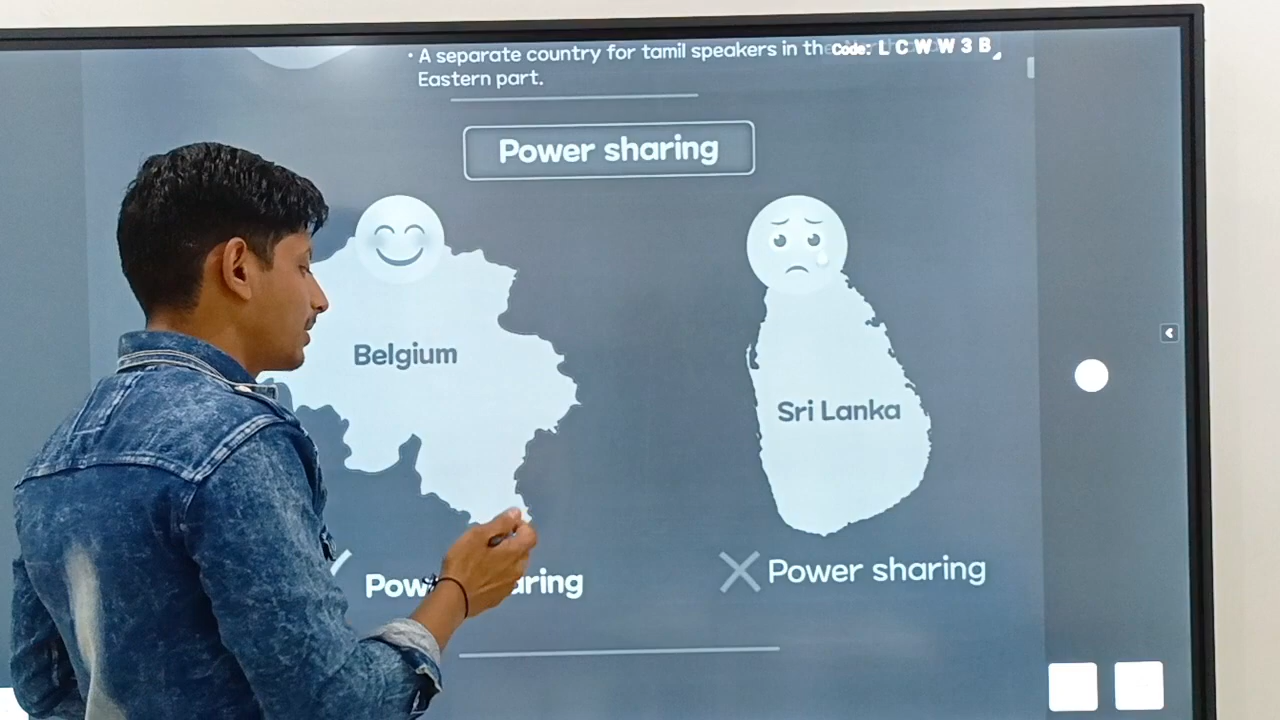 • A separate country for tamil speakers in th Code: L C W W 3 B
Eastern part.
Power sharing
Belgium
Sri Lanka
Pow aring
Power sharing